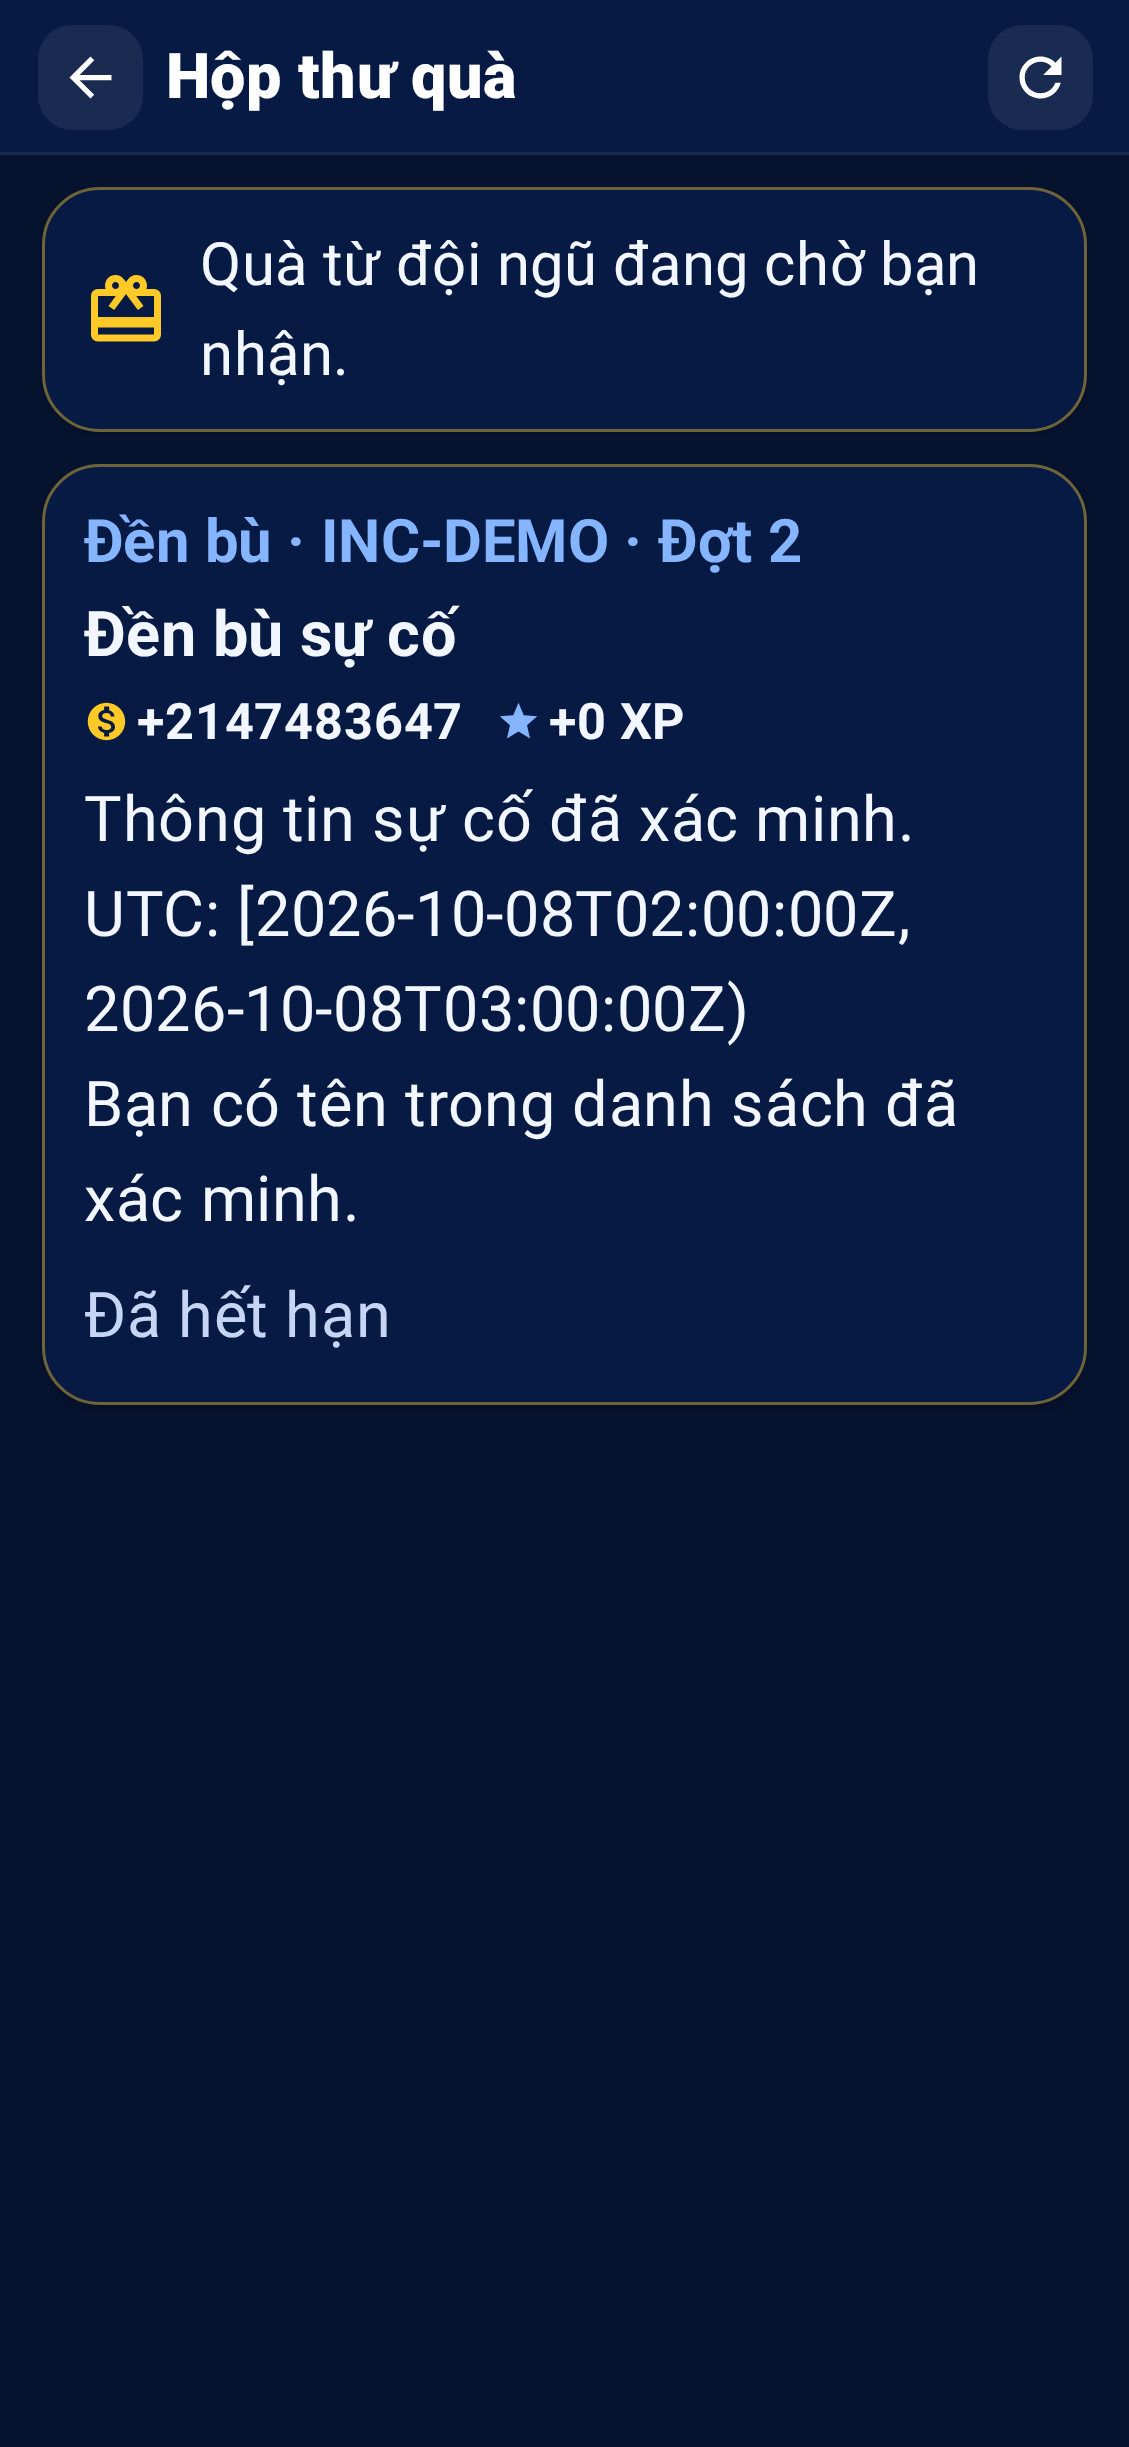 Hộp thư quà
Quà từ đội ngũ đang chờ bạn
nhận.
Đền bù · INC-DEMO · Đợt 2
Đền bù sự cố
+2147483647 +0 XP
Thông tin sự cố đã xác minh.
UTC: [2026-10-08T02:00:00Z,
2026-10-08T03:00:00Z)
Bạn có tên trong danh sách đã
xác minh.
Đã hết hạn